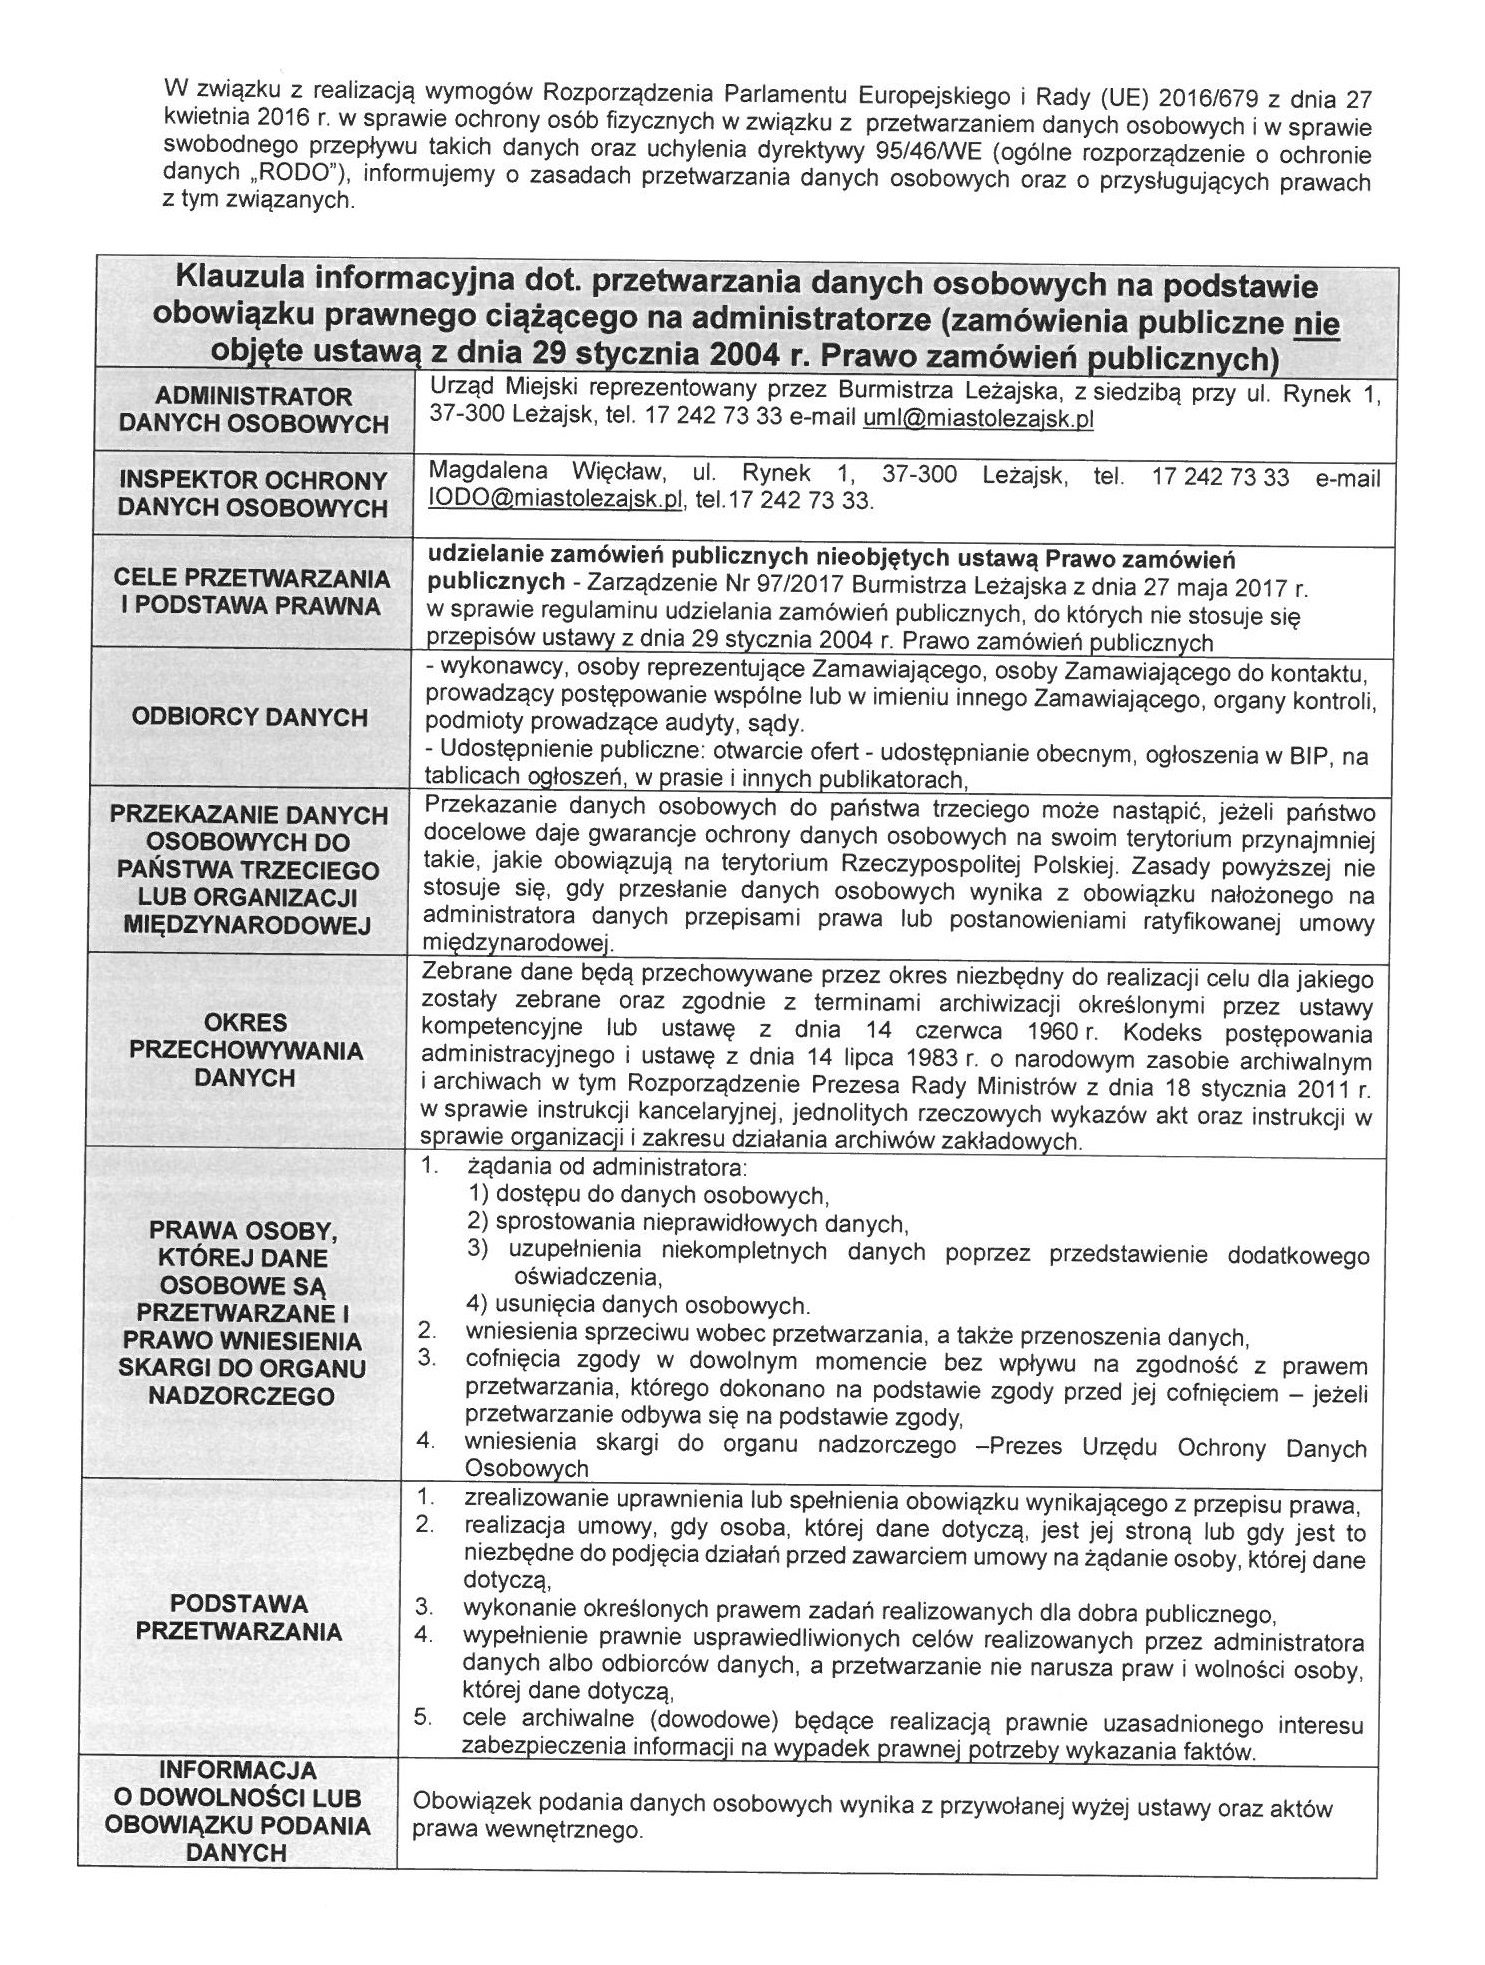 W związku z realizacją wymogów Rozporządzenia Parlamentu Europejskiego i Rady (UE) 2016/679 z dnia 27
kwietnia 2016 r. w sprawie ochrony osób fizycznych w związku z przetwarzaniem danych osobowych i w sprawie
swobodnego przepływu takich danych oraz uchylenia dyrektywy 95/46/WE (ogólne rozporządzenie o ochronie
danych „RODO”), informujemy o zasadach przetwarzania danych osobowych oraz o przysługujących prawach
z tym związanych.
Klauzula informacyjna dot. przetwarzania danych osobowych na podstawie
obowiązku prawnego ciążącego na administratorze (zamówienia publiczne nie
objęte ustawą z dnia 29 stycznia 2004 r. Prawo zamówień publicznych)
ADMINISTRATOR
DANYCH OSOBOWYCH
Urząd Miejski reprezentowany przez Burmistrza Leżajska, z siedzibą przy ul. Rynek 1,
37-300 Leżajsk, tel. 17 242 73 33 e-mail uml@miastolezajsk.pl
INSPEKTOR OCHRONY
DANYCH OSOBOWYCH
Magdalena Więcław, ul. Rynek 1, 37-300 Leżajsk, tel. 17 242 73 33 e-mail
IODO@miastolezajsk.pl, tel.17 242 73 33.
CELE PRZETWARZANIA
I PODSTAWA PRAWNA
udzielanie zamówień publicznych nieobjętych ustawą Prawo zamówień
publicznych - Zarządzenie Nr 97/2017 Burmistrza Leżajska z dnia 27 maja 2017 r.
w sprawie regulaminu udzielania zamówień publicznych, do których nie stosuje się
przepisów ustawy z dnia 29 stycznia 2004 r. Prawo zamówień publicznych
ODBIORCY DANYCH
- wykonawcy, osoby reprezentujące Zamawiającego, osoby Zamawiającego do kontaktu,
prowadzący postępowanie wspólne lub w imieniu innego Zamawiającego, organy kontroli,
podmioty prowadzące audyty, sądy.
- Udostępnienie publiczne: otwarcie ofert - udostępnianie obecnym, ogłoszenia w BIP, na
tablicach ogłoszeń, w prasie i innych publikatorach,
PRZEKAZANIE DANYCH
OSOBOWYCH DO
PAŃSTWA TRZECIEGO
LUB ORGANIZACJI
MIĘDZYNARODOWEJ
Przekazanie danych osobowych do państwa trzeciego może nastąpić, jeżeli państwo
docelowe daje gwarancje ochrony danych osobowych na swoim terytorium przynajmniej
takie, jakie obowiązują na terytorium Rzeczypospolitej Polskiej. Zasady powyższej nie
stosuje się, gdy przesłanie danych osobowych wynika z obowiązku nałożonego na
administratora danych przepisami prawa lub postanowieniami ratyfikowanej umowy
międzynarodowej.
OKRES
PRZECHOWYWANIA
DANYCH
Zebrane dane będą przechowywane przez okres niezbędny do realizacji celu dla jakiego
zostały zebrane oraz zgodnie z terminami archiwizacji określonymi przez ustawy
kompetencyjne lub ustawę z dnia 14 czerwca 1960 r. Kodeks postępowania
administracyjnego i ustawę z dnia 14 lipca 1983 r. o narodowym zasobie archiwalnym
i archiwach w tym Rozporządzenie Prezesa Rady Ministrów z dnia 18 stycznia 2011 r.
w sprawie instrukcji kancelaryjnej, jednolitych rzeczowych wykazów akt oraz instrukcji w
sprawie organizacji i zakresu działania archiwów zakładowych.
PRAWA OSOBY,
KTÓREJ DANE
OSOBOWE SĄ
PRZETWARZANE I
PRAWO WNIESIENIA
SKARGI DO ORGANU
NADZORCZEGO
1. żądania od administratora:
1) dostępu do danych osobowych,
2) sprostowania nieprawidłowych danych,
3) uzupełnienia niekompletnych danych poprzez przedstawienie dodatkowego
oświadczenia,
4) usunięcia danych osobowych.
2. wniesienia sprzeciwu wobec przetwarzania, a także przenoszenia danych,
3. cofnięcia zgody w dowolnym momencie bez wpływu na zgodność z prawem
przetwarzania, którego dokonano na podstawie zgody przed jej cofnięciem – jeżeli
przetwarzanie odbywa się na podstawie zgody,
4. wniesienia skargi do organu nadzorczego –Prezes Urzędu Ochrony Danych
Osobowych
PODSTAWA
PRZETWARZANIA
1. zrealizowanie uprawnienia lub spełnienia obowiązku wynikającego z przepisu prawa,
2. realizacja umowy, gdy osoba, której dane dotyczą, jest jej stroną lub gdy jest to
niezbędne do podjęcia działań przed zawarciem umowy na żądanie osoby, której dane
dotyczą,
3. wykonanie określonych prawem zadań realizowanych dla dobra publicznego,
4. wypełnienie prawnie usprawiedliwionych celów realizowanych przez administratora
danych albo odbiorców danych, a przetwarzanie nie narusza praw i wolności osoby,
której dane dotyczą,
5. cele archiwalne (dowodowe) będące realizacją prawnie uzasadnionego interesu
zabezpieczenia informacji na wypadek prawnej potrzeby wykazania faktów.
INFORMACJA
O DOWOLNOŚCI LUB
OBOWIĄZKU PODANIA
DANYCH
Obowiązek podania danych osobowych wynika z przywołanej wyżej ustawy oraz aktów
prawa wewnętrznego.